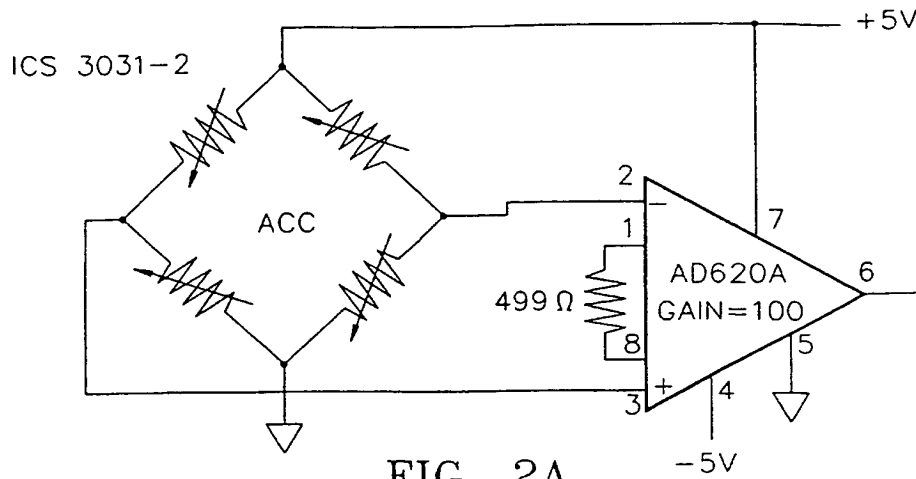 +5V
ICS 3031-2
ACC
2
-
1
7
AD620A
6
499Ω
GAIN=100
8
5
+
3
4
-5V
FIG. 2A